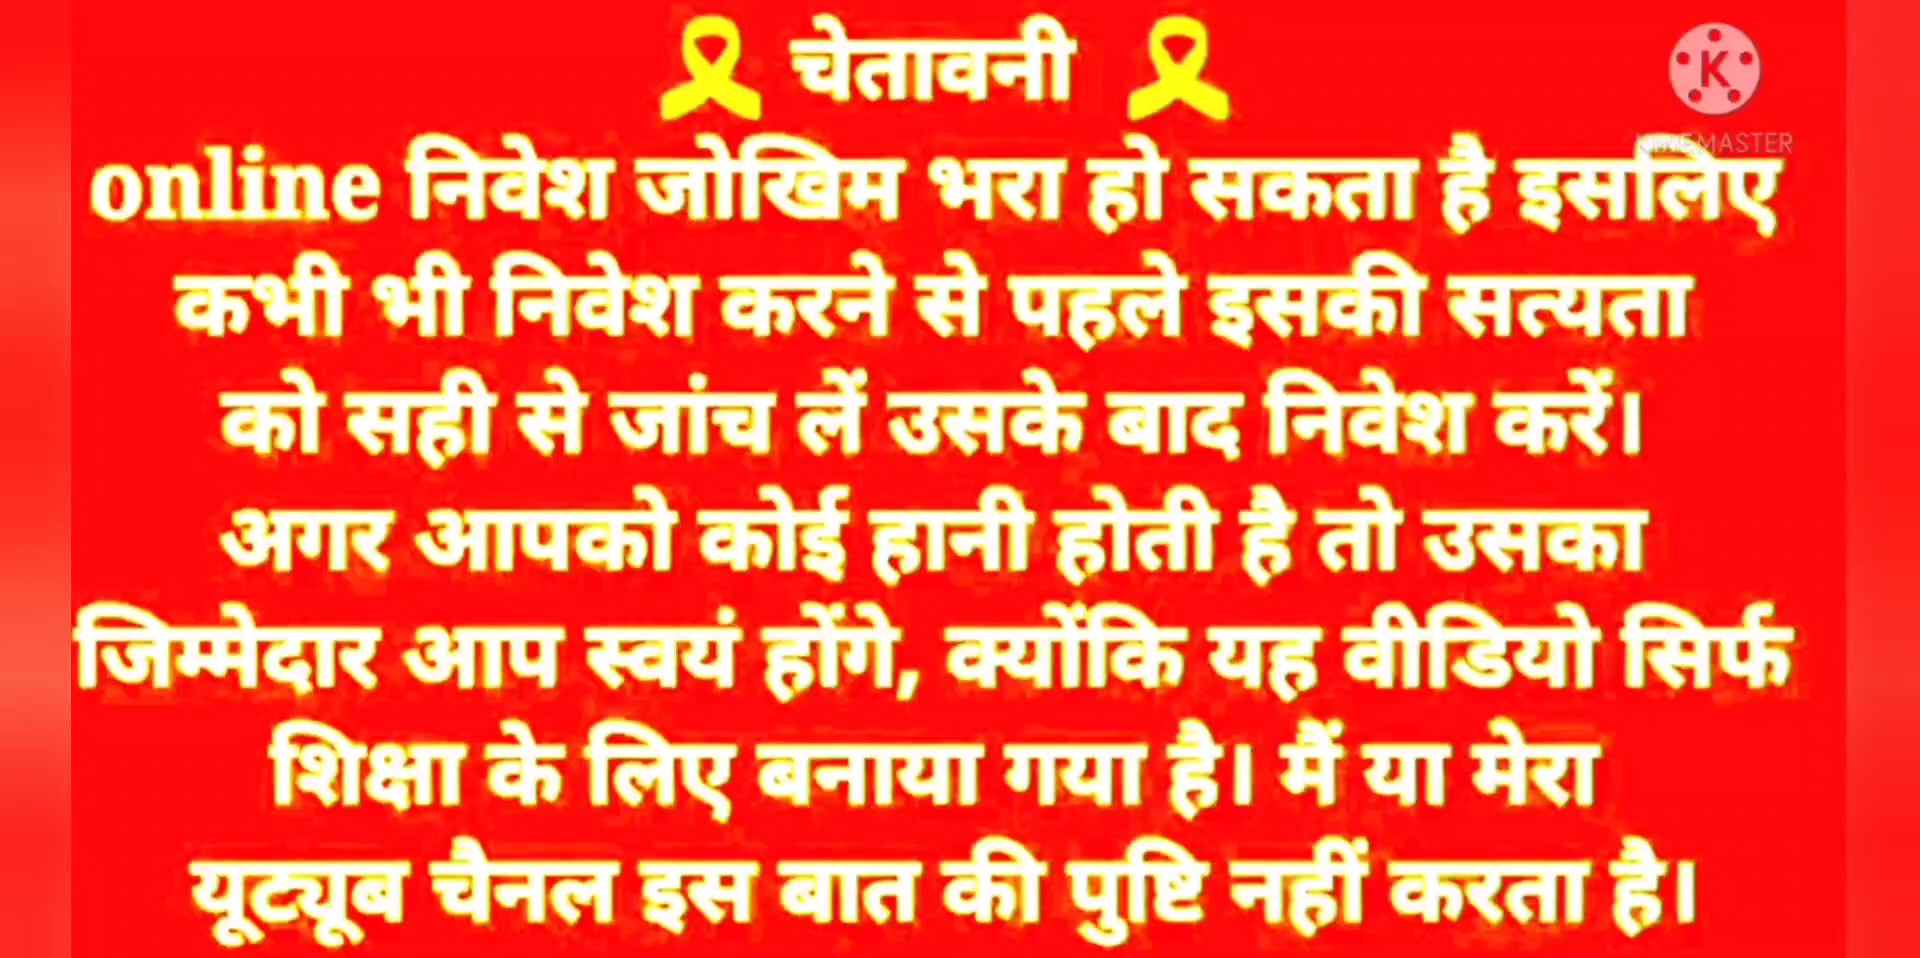 चेतावनी
KINEMASTER
online निवेश जोखिम भरा हो सकता है इसलिए
कभी भी निवेश करने से पहले इसकी सत्यता
को सही से जांच लें उसके बाद निवेश करें।
अगर आपको कोई हानी होती है तो उसका
जिम्मेदार आप स्वयं होंगे, क्योंकि यह वीडियो सिर्फ
शिक्षा के लिए बनाया गया है। मैं या मेरा
यूट्यूब चैनल इस बात की पुष्टि नहीं करता है।